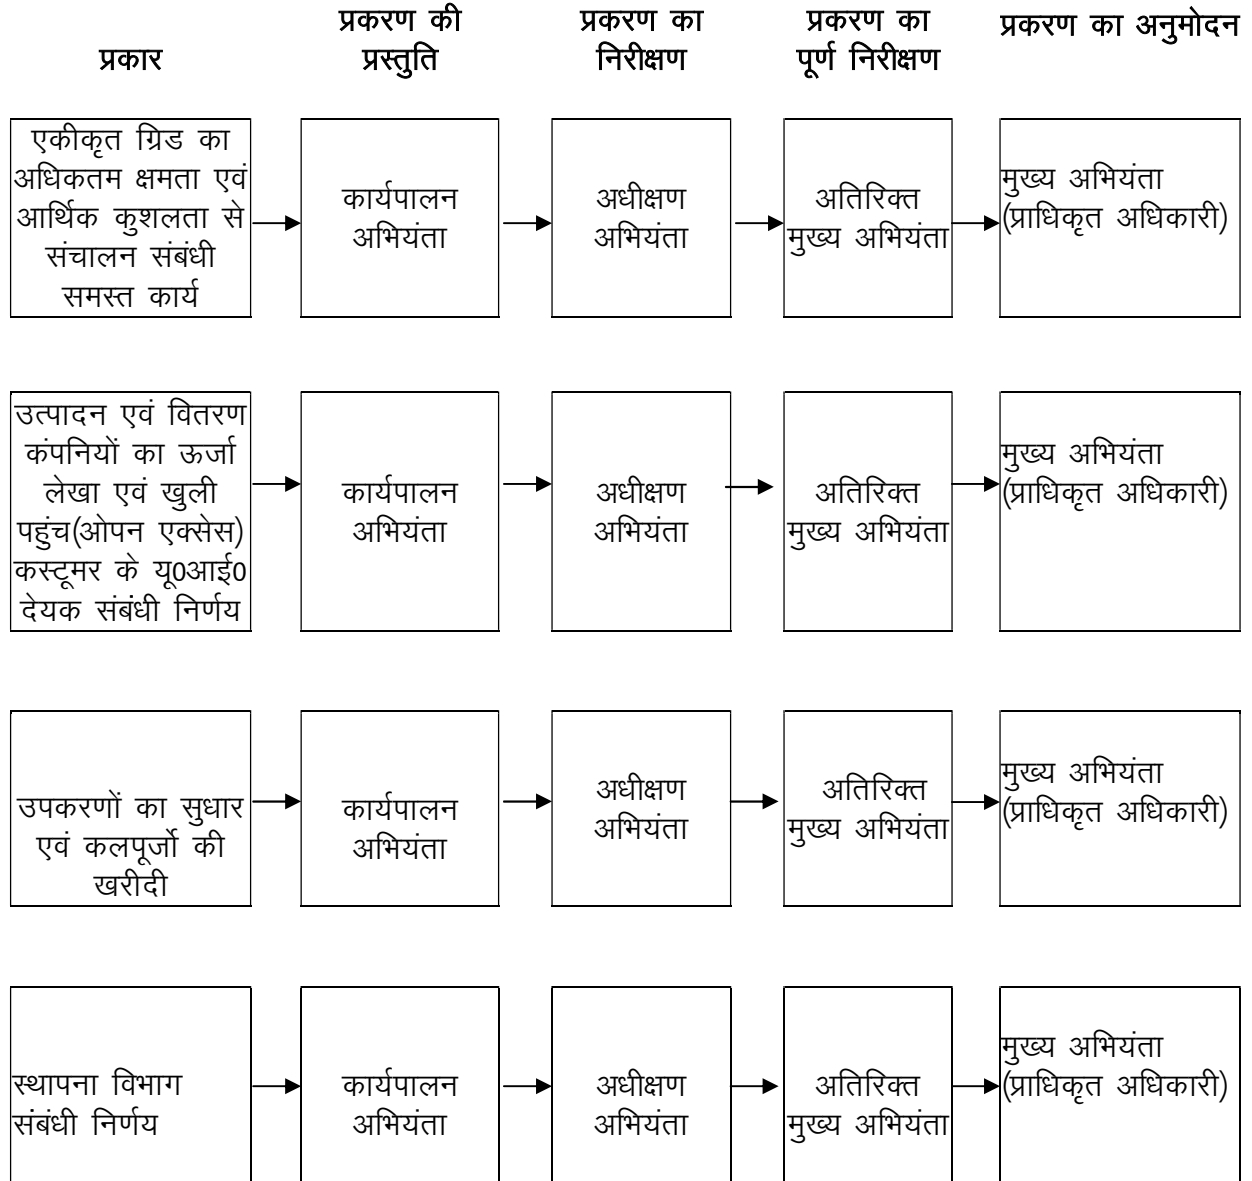 प्रकार
प्रकरण की
प्रस्तुति
प्रकरण का
निरीक्षण
प्रकरण का
पूर्ण निरीक्षण
प्रकरण का अनुमोदन
एकीकृत ग्रिड का
अधिकतम क्षमता एवं
आर्थिक कुशलता से
संचालन संबंधी
समस्त कार्य
कार्यपालन
अभियंता
अधीक्षण
अभियंता
अतिरिक्त
मुख्य अभियंता
मुख्य अभियंता
(प्राधिकृत अधिकारी)
उत्पादन एवं वितरण
कंपनियों का ऊर्जा
लेखा एवं खुली
पहुंच(ओपन एक्सेस)
कस्टूमर के यू0आई0
देयक संबंधी निर्णय
कार्यपालन
अभियंता
अधीक्षण
अभियंता
अतिरिक्त
मुख्य अभियंता
मुख्य अभियंता
(प्राधिकृत अधिकारी)
उपकरणों का सुधार
एवं कलपूर्जो की
खरीदी
कार्यपालन
अभियंता
अधीक्षण
अभियंता
अतिरिक्त
मुख्य अभियंता
मुख्य अभियंता
(प्राधिकृत अधिकारी)
स्थापना विभाग
संबंधी निर्णय
कार्यपालन
अभियंता
अधीक्षण
अभियंता
अतिरिक्त
मुख्य अभियंता
मुख्य अभियंता
(प्राधिकृत अधिकारी)